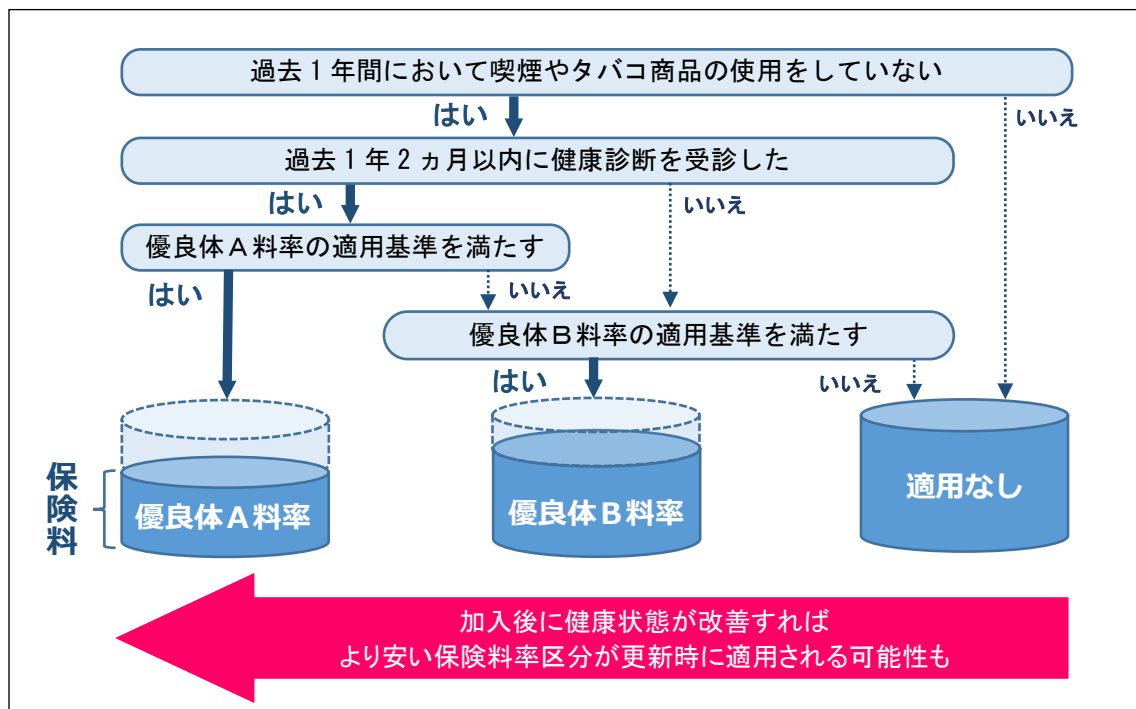 過去1年間において喫煙やタバコ商品の使用をしていない
はい
いいえ
過去1年2ヵ月以内に健康診断を受診した
はい
いいえ
優良体A料率の適用基準を満たす
はい
いいえ
優良体B料率の適用基準を満たす
はい
いいえ
保険料
優良体A料率
優良体B料率
適用なし
加入後に健康状態が改善すれば
より安い保険料率区分が更新時に適用される可能性も